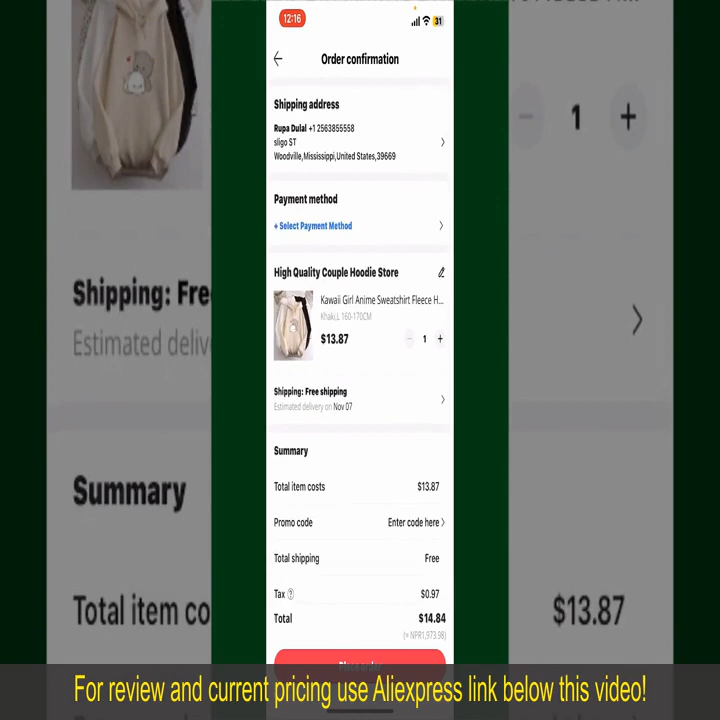 12:16
31
Order confirmation
Shipping address
Rupa Dulal +1 2563855558
sligo ST
Woodville,Mississippi,United States,39669
Payment method
+ Select Payment Method
High Quality Couple Hoodie Store
Kawaii Girl Anime Sweatshirt Fleece H...
Khaki,L 160-170CM
$13.87
− 1 +
Shipping: Free shipping
Estimated delivery on Nov 07
Summary
Total item costs $13.87
Promo code Enter code here >
Total shipping Free
Tax ? $0.97
Total $14.84
(≈ NPR1,973.98)
Place order
− 1 +
Shipping: Fre
Estimated deliv
Summary
Total item co
$13.87
For review and current pricing use Aliexpress link below this video!